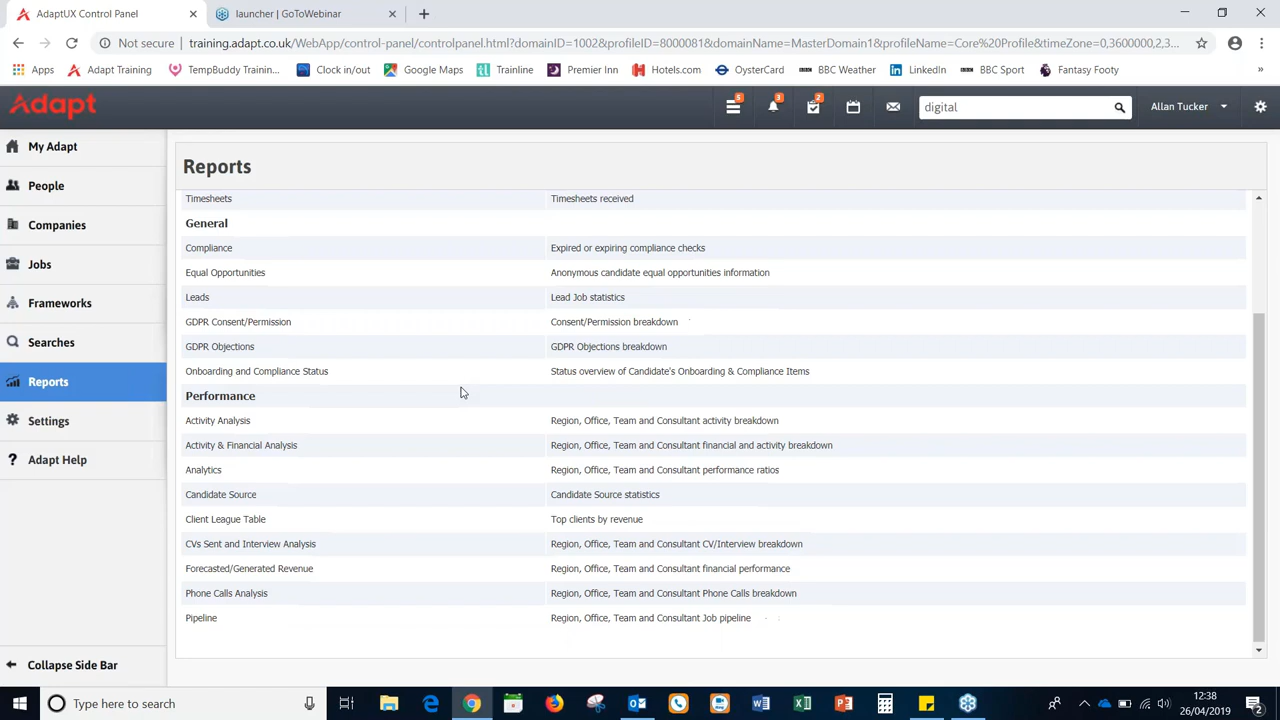 AdaptUX Control Panel
launcher | GoToWebinar
Not secure
training.adapt.co.uk/WebApp/control-panel/controlpanel.html?domainID=1002&profileID=8000081&domainName=MasterDomain1&profileName=Core%20Profile&timeZone=0,3600000,2,3...
Apps
Adapt Training
TempBuddy Trainin...
Clock in/out
Google Maps
Trainline
Premier Inn
Hotels.com
OysterCard
BBC Weather
LinkedIn
BBC Sport
Fantasy Footy
»
Adapt
5
3
2
digital
Allan Tucker
My Adapt
People
Companies
Jobs
Frameworks
Searches
Reports
Settings
? Adapt Help
Collapse Side Bar
Reports
Timesheets Timesheets received
General
Compliance Expired or expiring compliance checks
Equal Opportunities Anonymous candidate equal opportunities information
Leads Lead Job statistics
GDPR Consent/Permission Consent/Permission breakdown
GDPR Objections GDPR Objections breakdown
Onboarding and Compliance Status Status overview of Candidate's Onboarding & Compliance Items
Performance
Activity Analysis Region, Office, Team and Consultant activity breakdown
Activity & Financial Analysis Region, Office, Team and Consultant financial and activity breakdown
Analytics Region, Office, Team and Consultant performance ratios
Candidate Source Candidate Source statistics
Client League Table Top clients by revenue
CVs Sent and Interview Analysis Region, Office, Team and Consultant CV/Interview breakdown
Forecasted/Generated Revenue Region, Office, Team and Consultant financial performance
Phone Calls Analysis Region, Office, Team and Consultant Phone Calls breakdown
Pipeline Region, Office, Team and Consultant Job pipeline
Type here to search
12:38
26/04/2019
2